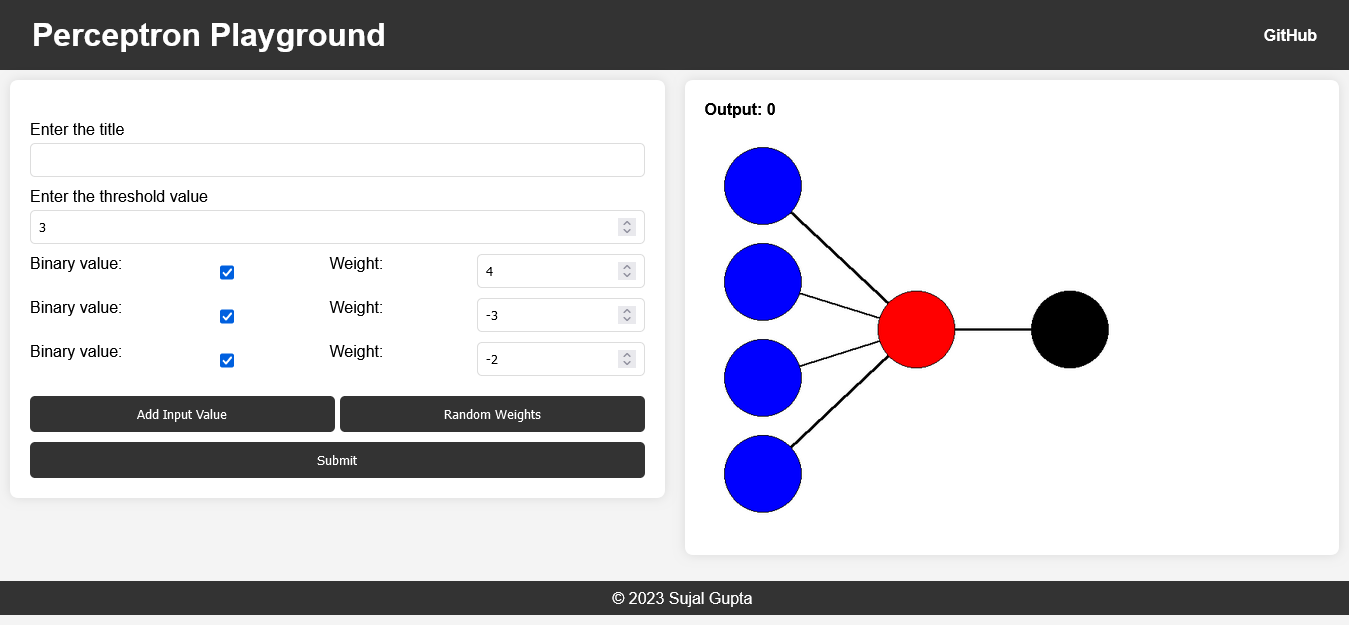 Perceptron Playground
GitHub
Enter the title
Enter the threshold value
3
Binary value: Weight: 4
Binary value: Weight: -3
Binary value: Weight: -2
Add Input Value Random Weights
Submit
Output: 0
© 2023 Sujal Gupta